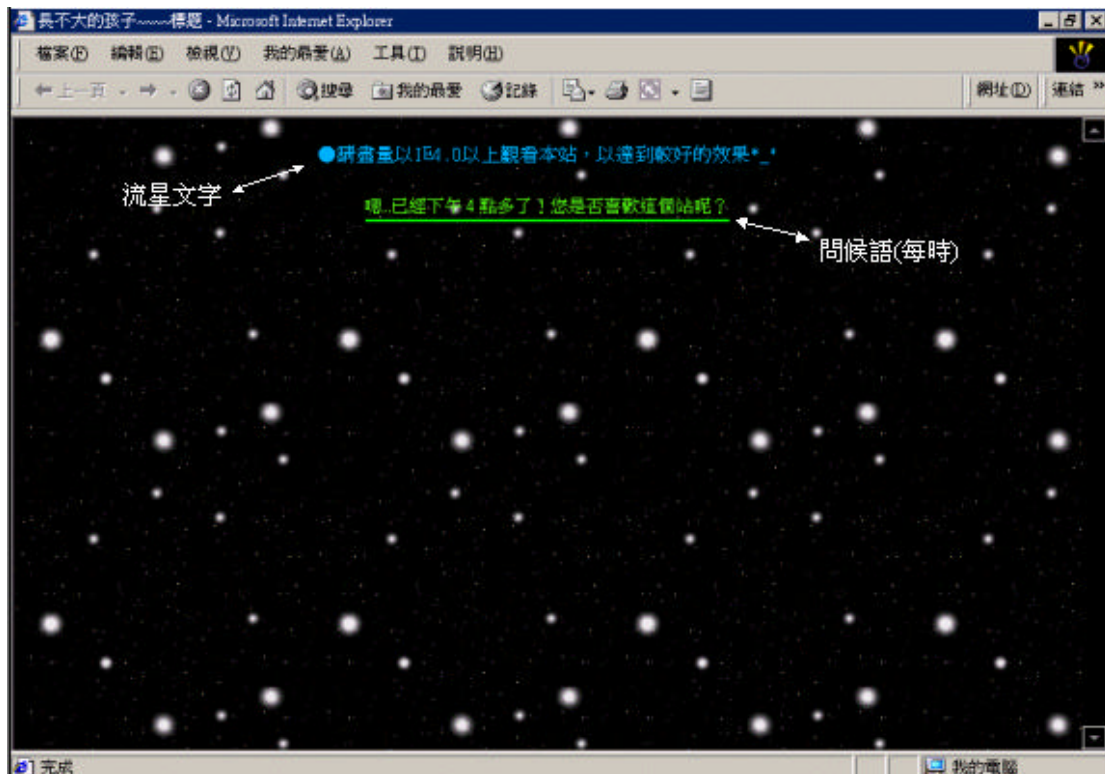 長不大的孩子~~~~標題 - Microsoft Internet Explorer
檔案(F) 編輯(E) 檢視(V) 我的最愛(A) 工具(T) 說明(H)
上一頁 搜尋 我的最愛 記錄 網址(D) 連結 »
●請盡量以IE4.0以上觀看本站,以達到較好的效果*_*
流星文字
嗯..已經下午4點多了!您是否喜歡這個站呢?
問候語(每時)
完成 我的電腦